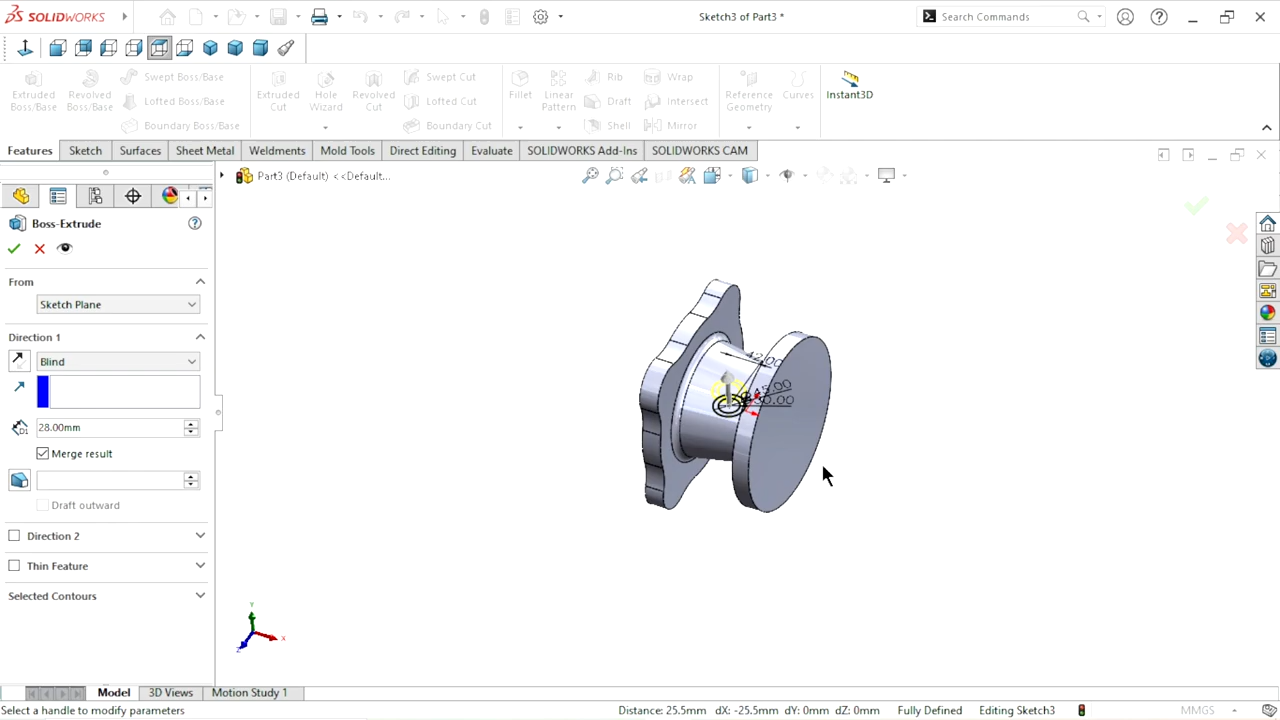 SOLIDWORKS
Sketch3 of Part3 *
Search Commands
Extruded Boss/Base
Revolved Boss/Base
Swept Boss/Base
Lofted Boss/Base
Boundary Boss/Base
Extruded Cut
Hole Wizard
Revolved Cut
Swept Cut
Lofted Cut
Boundary Cut
Fillet
Linear Pattern
Rib
Draft
Shell
Wrap
Intersect
Mirror
Reference Geometry
Curves
Instant3D
Features
Sketch
Surfaces
Sheet Metal
Weldments
Mold Tools
Direct Editing
Evaluate
SOLIDWORKS Add-Ins
SOLIDWORKS CAM
Part3 (Default) <<Default...
Boss-Extrude
From
Sketch Plane
Direction 1
Blind
28.00mm
Merge result
Draft outward
Direction 2
Thin Feature
Selected Contours
42.00
Y
X
Z
Model
3D Views
Motion Study 1
Select a handle to modify parameters
Distance: 25.5mm dX: -25.5mm dY: 0mm dZ: 0mm
Fully Defined
Editing Sketch3
MMGS